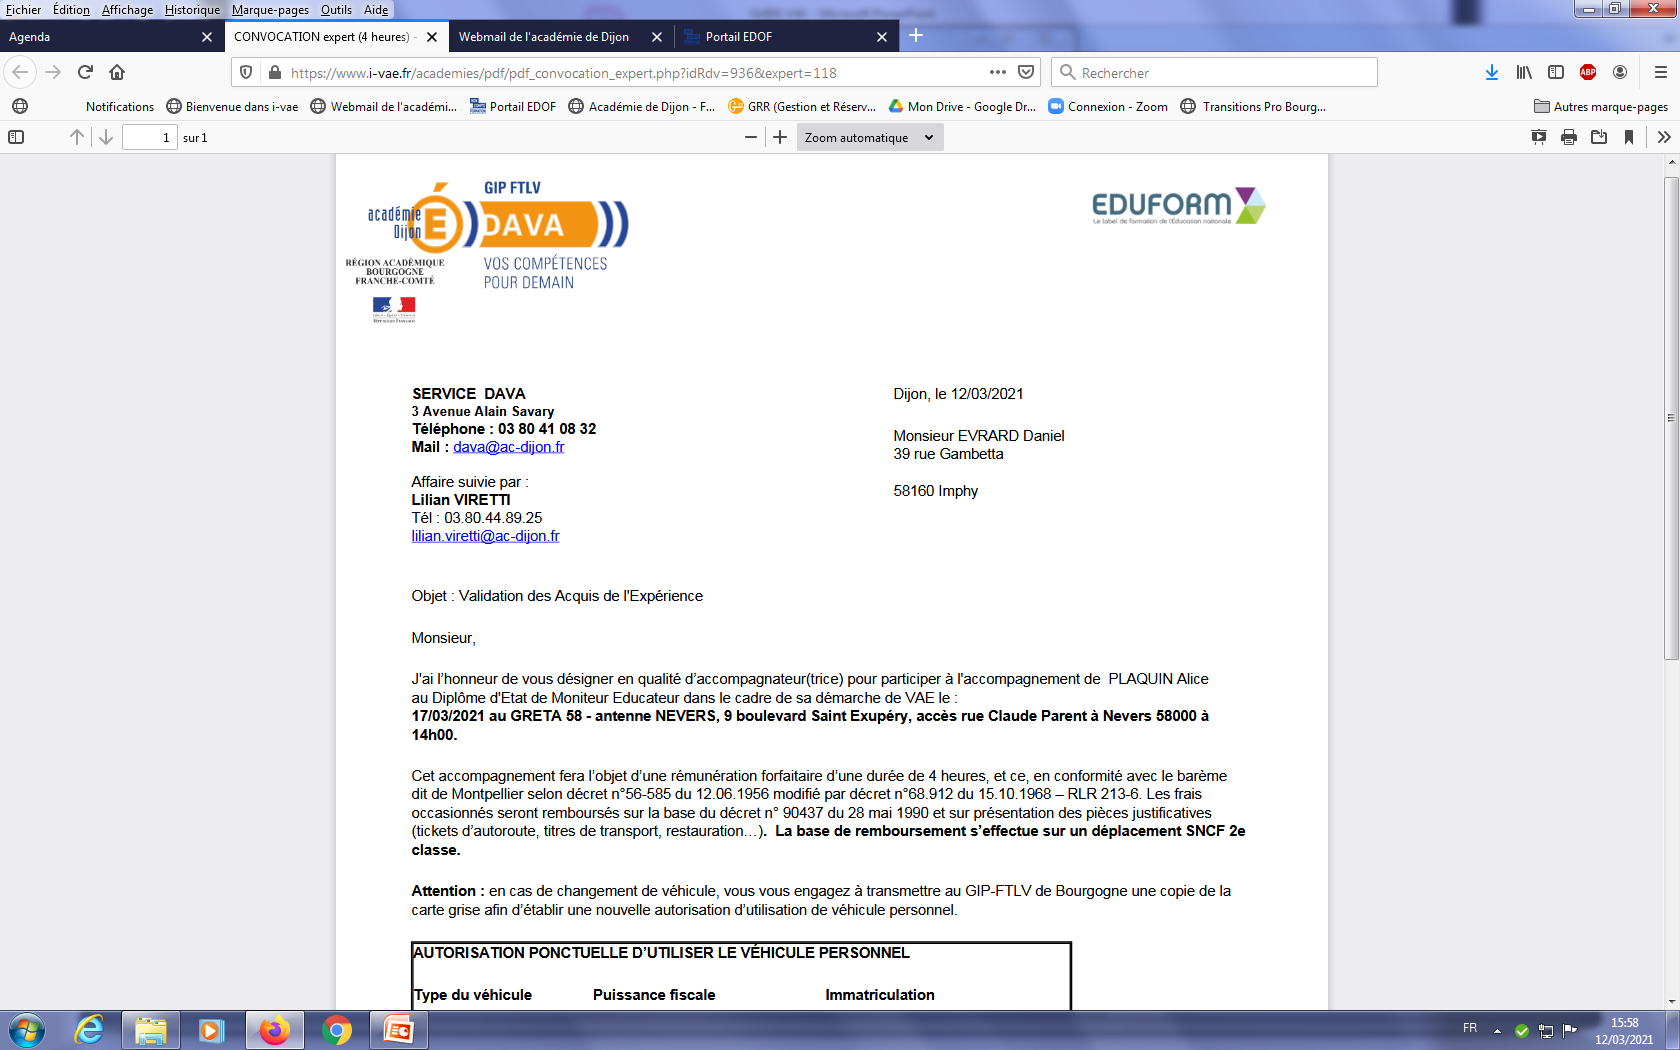 Fichier Édition Affichage Historique Marque-pages Outils Aide
Agenda
CONVOCATION expert (4 heures) -
Webmail de l'académie de Dijon
Portail EDOF
https://www.i-vae.fr/academies/pdf/pdf_convocation_expert.php?idRdv=936&expert=118
Rechercher
ABP
Notifications
Bienvenue dans i-vae
Webmail de l'académi...
Portail EDOF
Académie de Dijon - F...
GRR (Gestion et Réserv...
Mon Drive - Google Dr...
Connexion - Zoom
Transitions Pro Bourg...
Autres marque-pages
1 sur 1
Zoom automatique
GIP FTLV
académie
Dijon
É
DAVA
VOS COMPÉTENCES
POUR DEMAIN
RÉGION ACADÉMIQUE
BOURGOGNE
FRANCHE-COMTÉ
EDUFORM
Le label de formation de l'Éducation nationale
SERVICE DAVA
3 Avenue Alain Savary
Téléphone : 03 80 41 08 32
Mail : dava@ac-dijon.fr
Affaire suivie par :
Lilian VIRETTI
Tél : 03.80.44.89.25
lilian.viretti@ac-dijon.fr
Dijon, le 12/03/2021
Monsieur EVRARD Daniel
39 rue Gambetta
58160 Imphy
Objet : Validation des Acquis de l'Expérience
Monsieur,
J'ai l’honneur de vous désigner en qualité d’accompagnateur(trice) pour participer à l'accompagnement de PLAQUIN Alice
au Diplôme d'Etat de Moniteur Educateur dans le cadre de sa démarche de VAE le :
17/03/2021 au GRETA 58 - antenne NEVERS, 9 boulevard Saint Exupéry, accès rue Claude Parent à Nevers 58000 à
14h00.
Cet accompagnement fera l’objet d’une rémunération forfaitaire d’une durée de 4 heures, et ce, en conformité avec le barème
dit de Montpellier selon décret n°56-585 du 12.06.1956 modifié par décret n°68.912 du 15.10.1968 – RLR 213-6. Les frais
occasionnés seront remboursés sur la base du décret n° 90437 du 28 mai 1990 et sur présentation des pièces justificatives
(tickets d’autoroute, titres de transport, restauration…). La base de remboursement s’effectue sur un déplacement SNCF 2e
classe.
Attention : en cas de changement de véhicule, vous vous engagez à transmettre au GIP-FTLV de Bourgogne une copie de la
carte grise afin d’établir une nouvelle autorisation d’utilisation de véhicule personnel.
AUTORISATION PONCTUELLE D’UTILISER LE VÉHICULE PERSONNEL
Type du véhicule Puissance fiscale Immatriculation
FR
15:58
12/03/2021